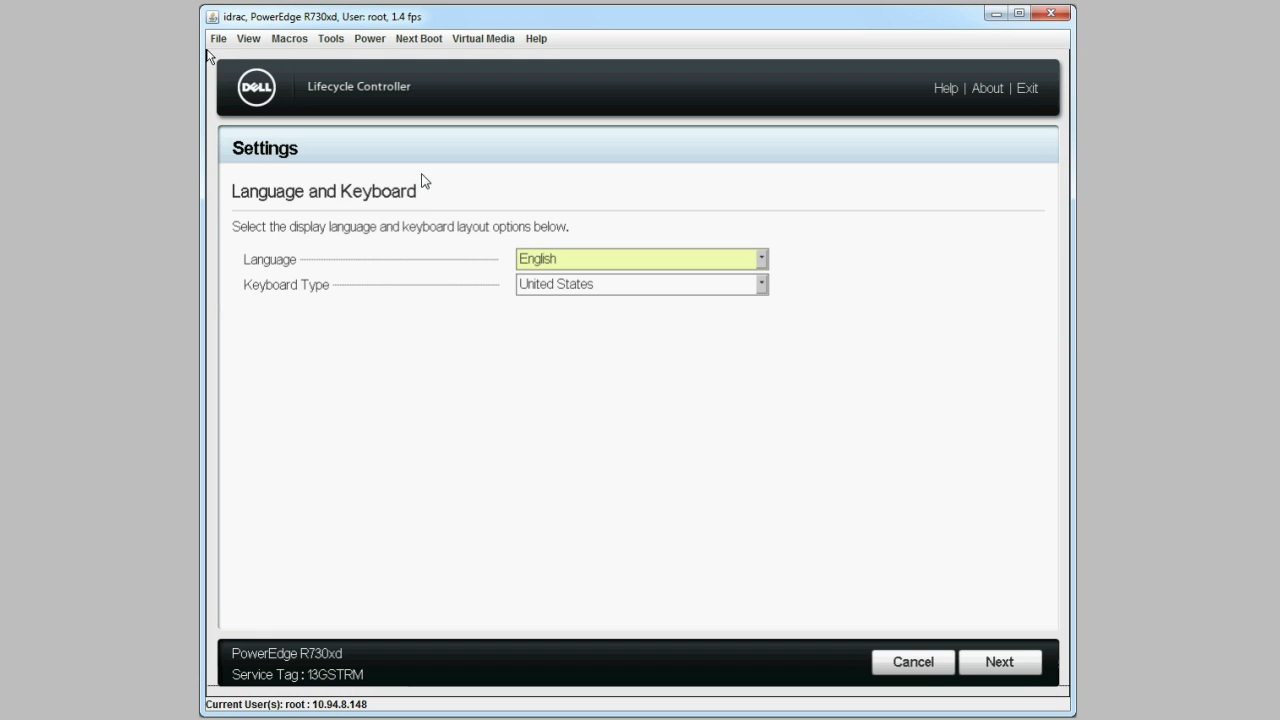 idrac, PowerEdge R730xd, User: root, 1.4 fps
File View Macros Tools Power Next Boot Virtual Media Help
DELL Lifecycle Controller Help | About | Exit
Settings
Language and Keyboard
Select the display language and keyboard layout options below.
Language English
Keyboard Type United States
PowerEdge R730xd
Service Tag : 13GSTRM
Cancel Next
Current User(s): root : 10.94.8.148